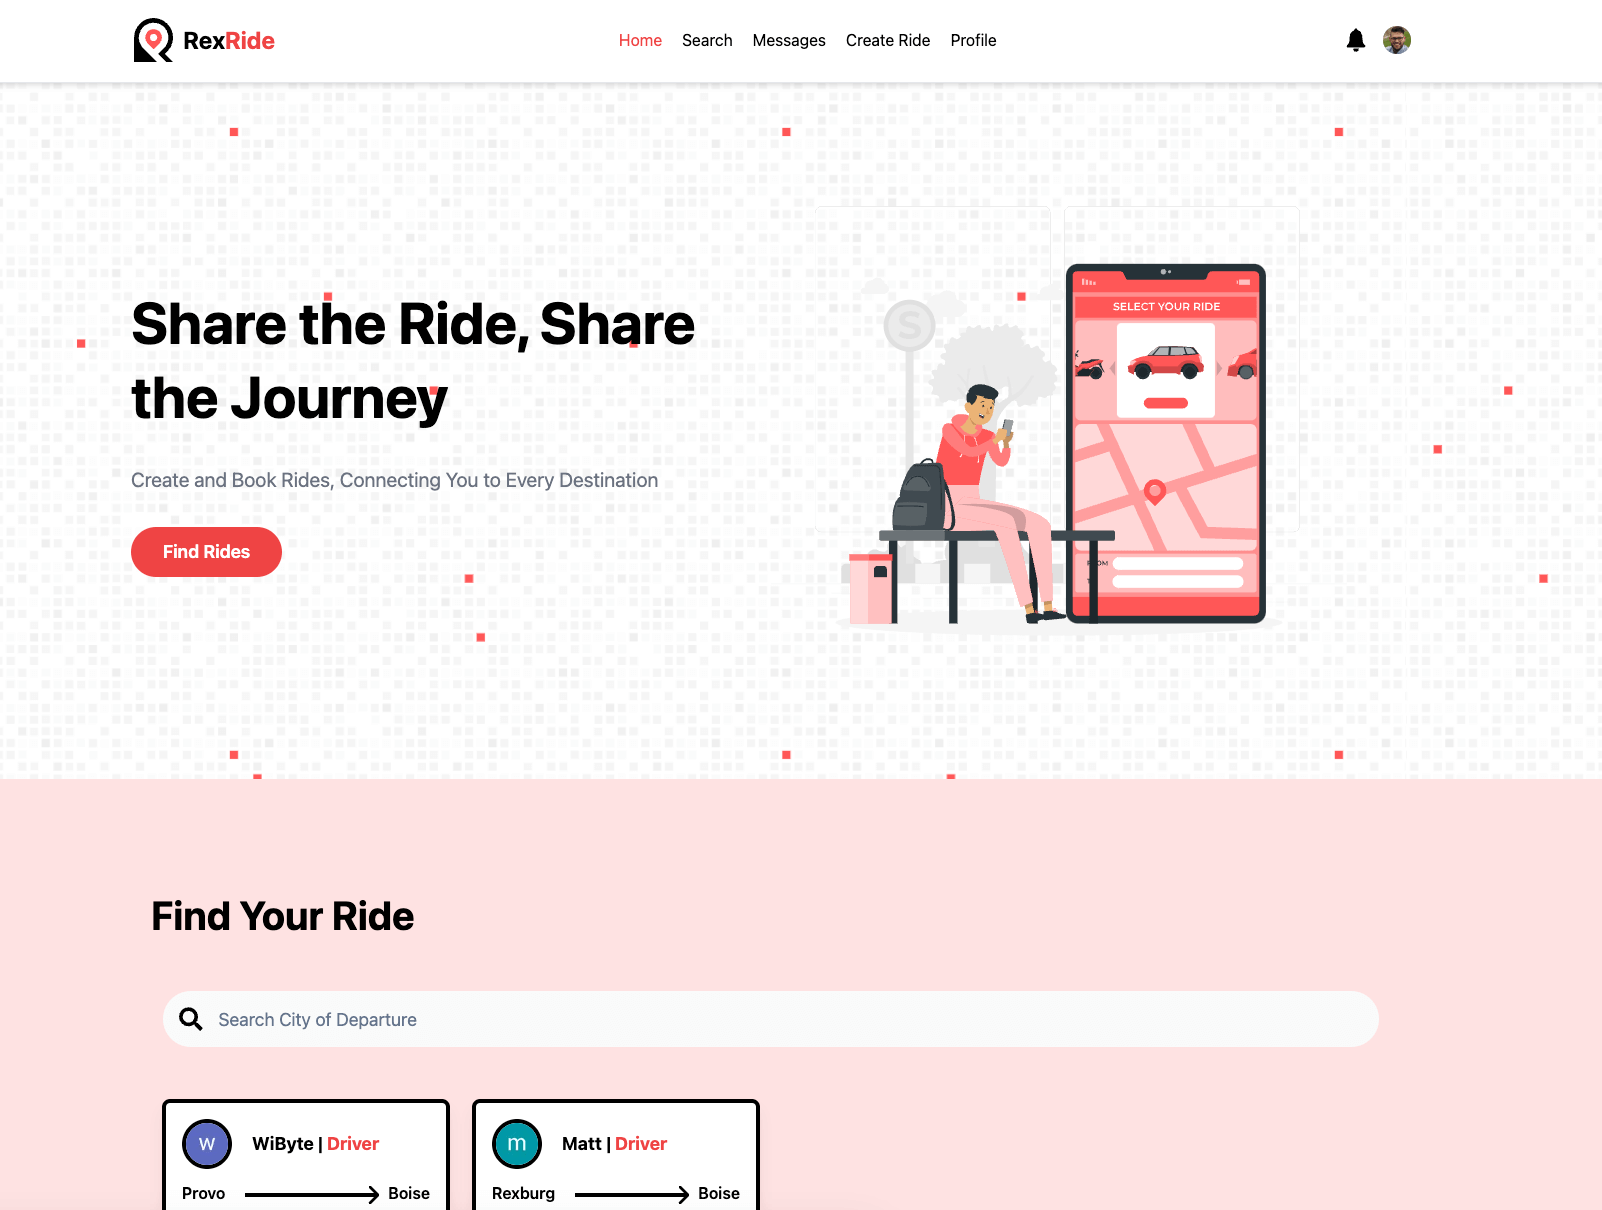 RexRide
Home Search Messages Create Ride Profile
Share the Ride, Share
the Journey
Create and Book Rides, Connecting You to Every Destination
Find Rides
S
SELECT YOUR RIDE
Find Your Ride
Search City of Departure
W WiByte | Driver
Provo Boise
m Matt | Driver
Rexburg Boise